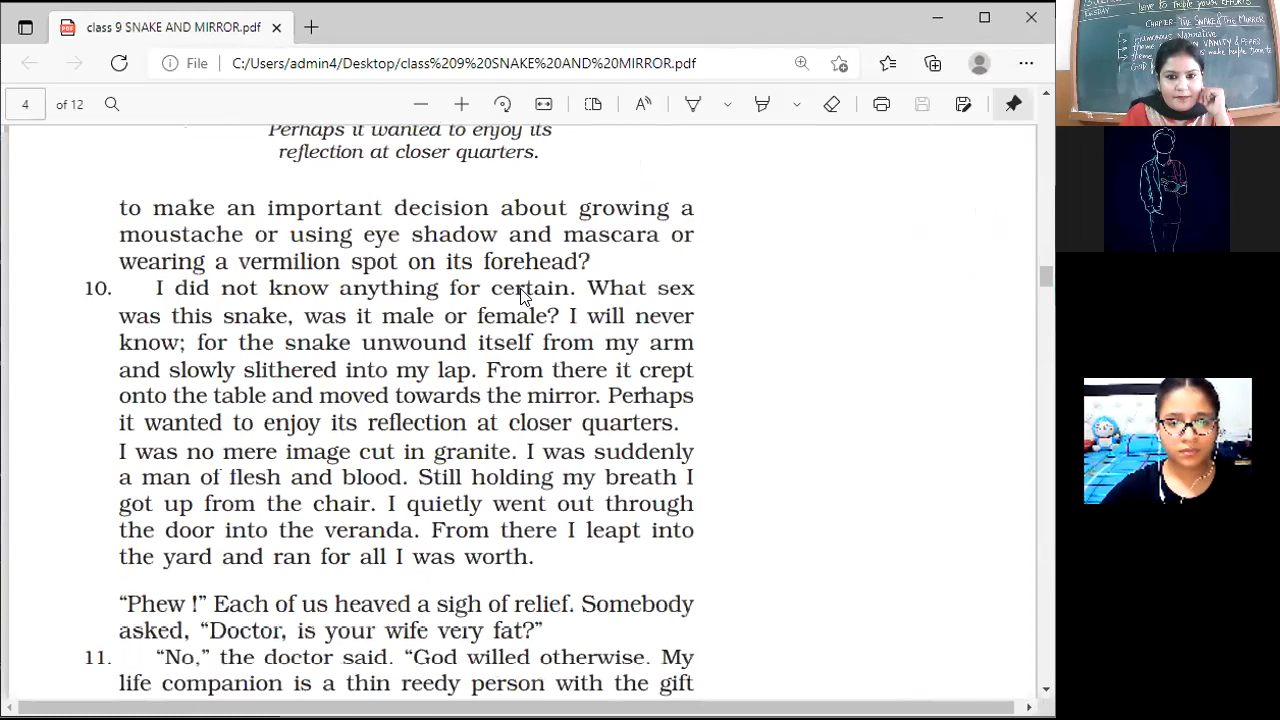 class 9 SNAKE AND MIRROR.pdf
File
C:/Users/admin4/Desktop/class%209%20SNAKE%20AND%20MIRROR.pdf
4 of 12
Perhaps it wanted to enjoy its
reflection at closer quarters.
to make an important decision about growing a
moustache or using eye shadow and mascara or
wearing a vermilion spot on its forehead?
10. I did not know anything for certain. What sex
was this snake, was it male or female? I will never
know; for the snake unwound itself from my arm
and slowly slithered into my lap. From there it crept
onto the table and moved towards the mirror. Perhaps
it wanted to enjoy its reflection at closer quarters.
I was no mere image cut in granite. I was suddenly
a man of flesh and blood. Still holding my breath I
got up from the chair. I quietly went out through
the door into the veranda. From there I leapt into
the yard and ran for all I was worth.
“Phew !” Each of us heaved a sigh of relief. Somebody
asked, “Doctor, is your wife very fat?”
11. “No,” the doctor said. “God willed otherwise. My
life companion is a thin reedy person with the gift
CHAPTER- THE SNAKE & THE MIRROR
HUMOROUS NARRATIVE
VANITY &
GOD